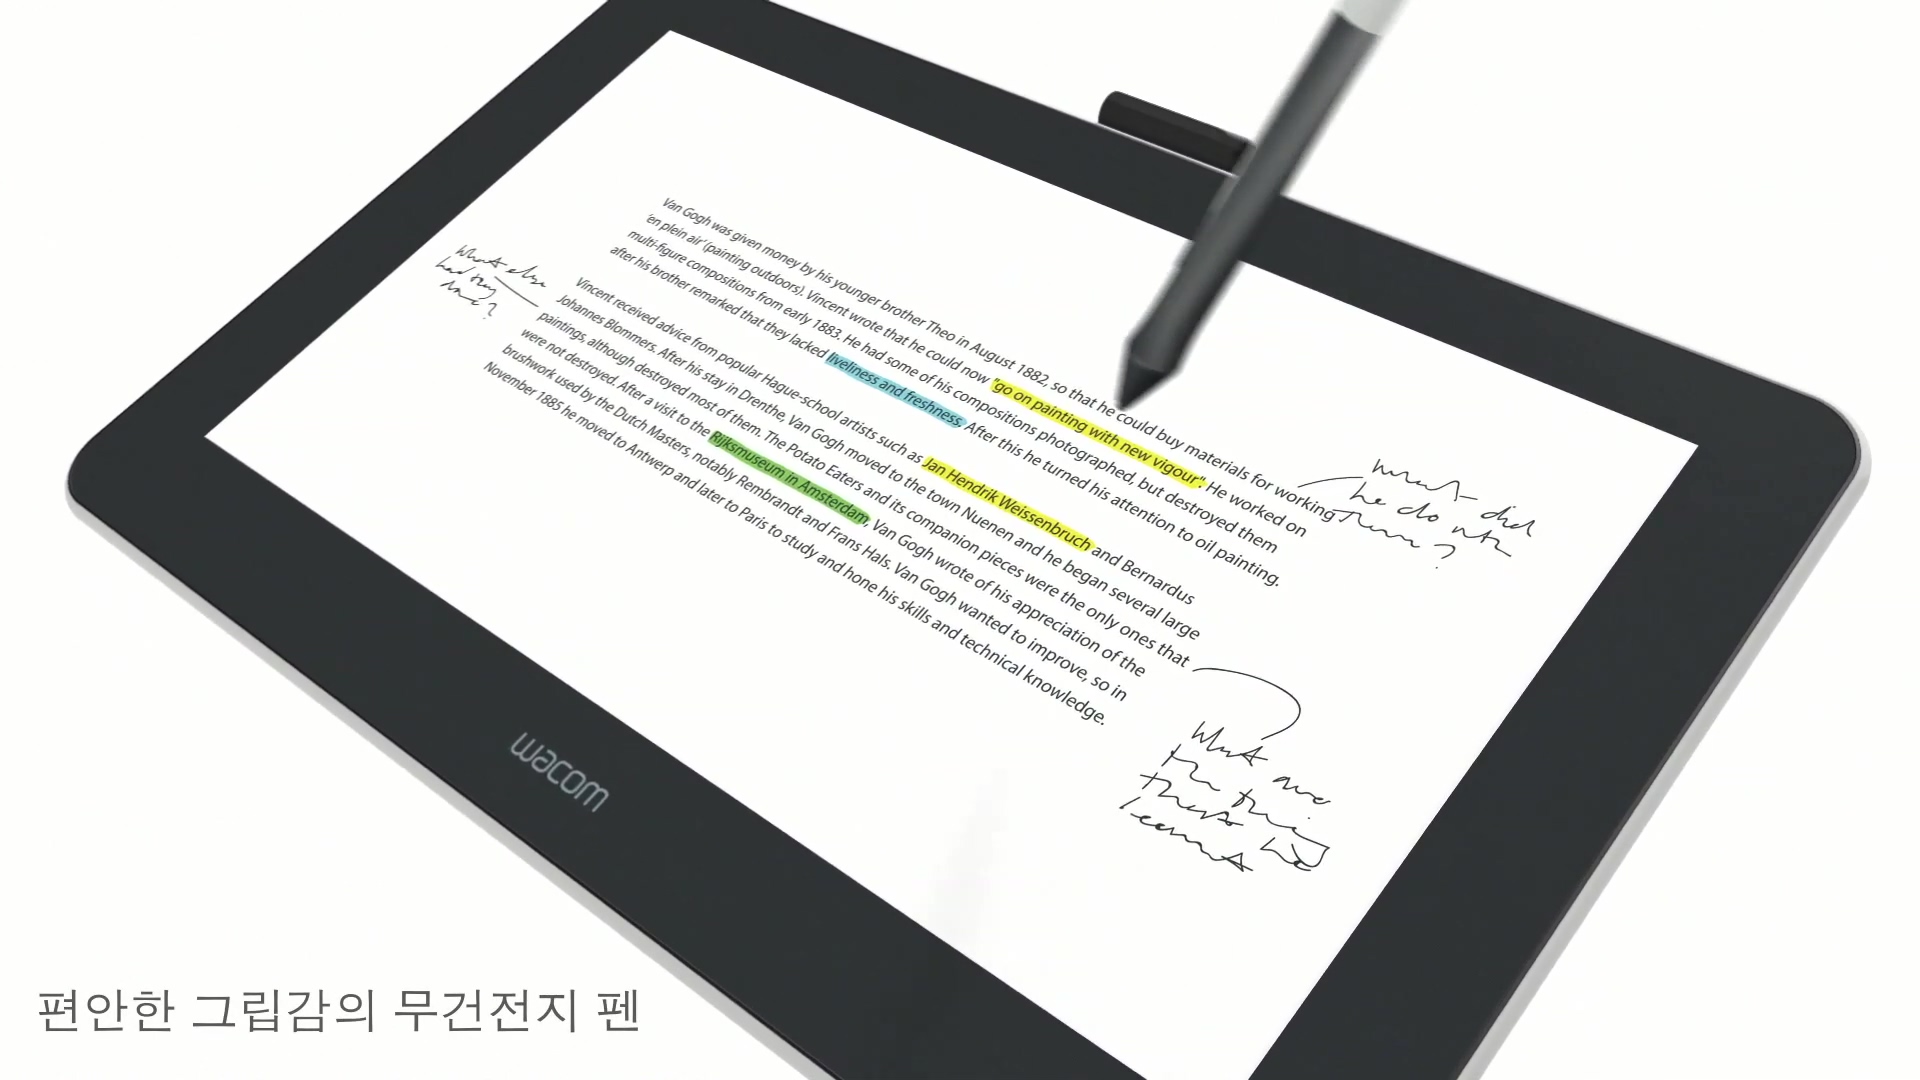 Van Gogh was given money by his younger brother Theo in August 1882, so that he could buy materials for working
'en plein air' (painting outdoors). Vincent wrote that he could now "go on painting with new vigour". He worked on
multi-figure compositions from early 1883. He had some of his compositions photographed, but destroyed them
after his brother remarked that they lacked liveliness and freshness. After this he turned his attention to oil painting.
Vincent received advice from popular Hague-school artists such as Jan Hendrik Weissenbruch and Bernardus
Johannes Blommers. After his stay in Drenthe, Van Gogh moved to the town Nuenen and he began several large
paintings, although destroyed most of them. The Potato Eaters and its companion pieces were the only ones that
were not destroyed. After a visit to the Rijksmuseum in Amsterdam, Van Gogh wrote of his appreciation of the
brushwork used by the Dutch Masters, notably Rembrandt and Frans Hals. Van Gogh wanted to improve, so in
November 1885 he moved to Antwerp and later to Paris to study and hone his skills and technical knowledge.
What else
had they
done?
what did
he do with
them?
What are
the
that he
learnt
wacom
편안한 그립감의 무건전지 펜